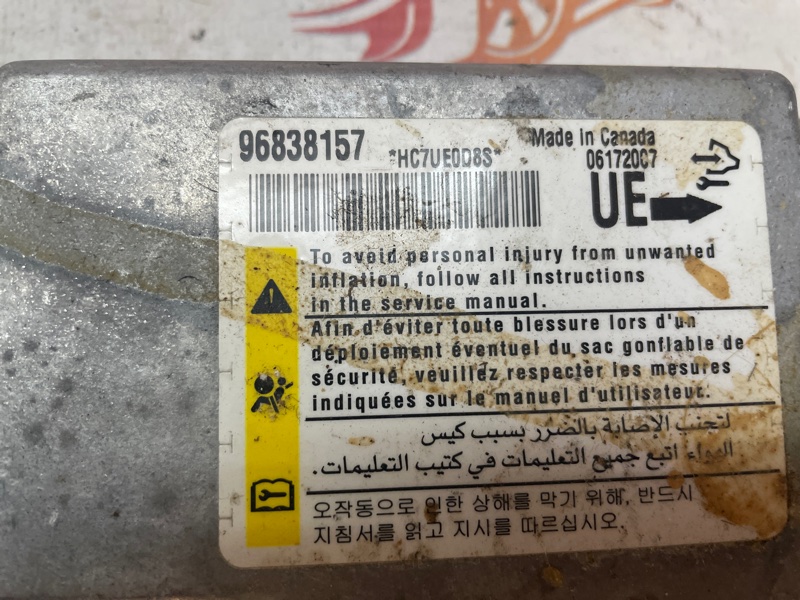 96838157
*HC7UE0D8S*
Made in Canada
06172007
UE
To avoid personal injury from unwanted
inflation, follow all instructions
in the service manual.
Afin d'éviter toute blessure lors d'un
déploiement éventuel du sac gonflable de
sécurité, veuillez respecter les mesures
indiquées sur le manuel d'utilisateur.
لتجنب الإصابة بالضرر بسبب كيس
الهواء اتبع جميع التعليمات في كتيب التعليمات.
오작동으로 인한 상해를 막기 위해, 반드시
지침서를 읽고 지시를 따르십시오.